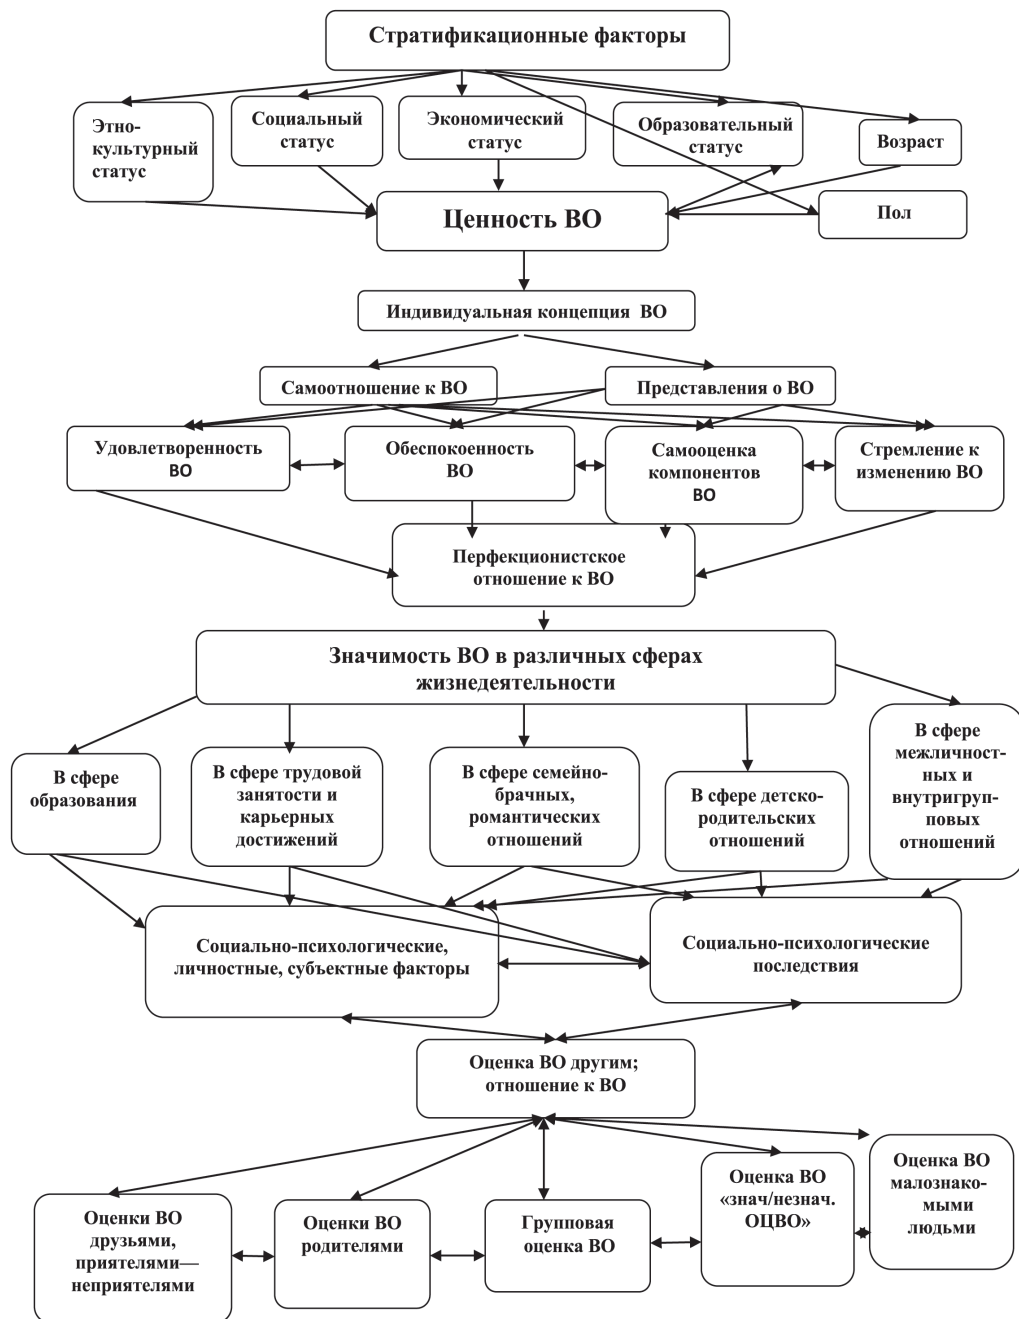 Стратификационные факторы
Этно-
культурный
статус
Социальный
статус
Экономический
статус
Образовательный
статус
Возраст
Ценность ВО
Пол
Индивидуальная концепция ВО
Самоотношение к ВО
Представления о ВО
Удовлетворенность
ВО
Обеспокоенность
ВО
Самооценка
компонентов
ВО
Стремление к
изменению ВО
Перфекционистское
отношение к ВО
Значимость ВО в различных сферах
жизнедеятельности
В сфере
образования
В сфере трудовой
занятости и
карьерных
достижений
В сфере семейно-
брачных,
романтических
отношений
В сфере детско-
родительских
отношений
В сфере
межличност-
ных и
внутригруп-
повых
отношений
Социально-психологические,
личностные, субъектные факторы
Социально-психологические
последствия
Оценка ВО другим;
отношение к ВО
Оценки ВО
друзьями,
приятелями—
неприятелями
Оценки ВО
родителями
Групповая
оценка ВО
Оценка ВО
«знач/незнач.
ОЦВО»
Оценка ВО
малознако-
мыми
людьми